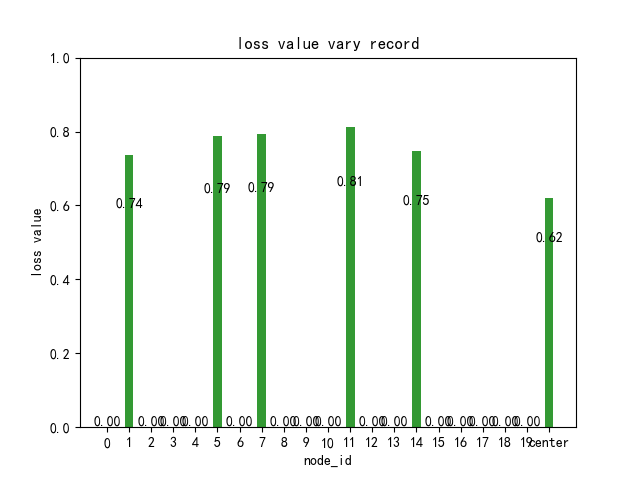 loss value vary record
1.0
0.8
0.6
0.4
0.2
0.0
loss value
0.00 0.74 0.00 0.00 0.00 0.79 0.00 0.79 0.00 0.00 0.00 0.81 0.00 0.00 0.75 0.00 0.00 0.00 0.00 0.00 0.62
0 1 2 3 4 5 6 7 8 9 10 11 12 13 14 15 16 17 18 19 center
node_id